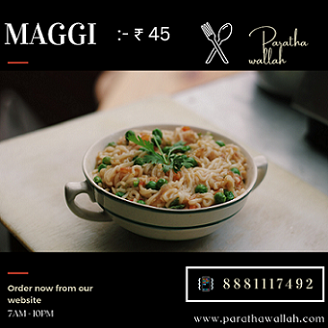 MAGGI :- ₹ 45
Paratha
wallah
Order now from our
website
7AM - 10PM
8881117492
www.parathawallah.com